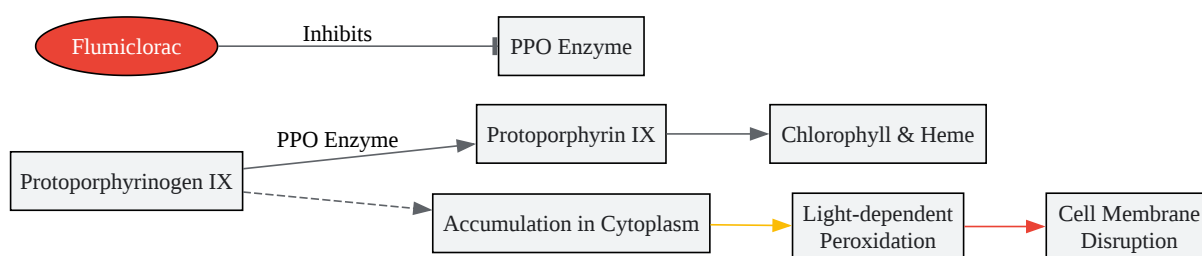 Flumiclorac
Inhibits
PPO Enzyme
Protoporphyrinogen IX
PPO Enzyme
Protoporphyrin IX
Chlorophyll & Heme
Accumulation in Cytoplasm
Light-dependent
Peroxidation
Cell Membrane
Disruption